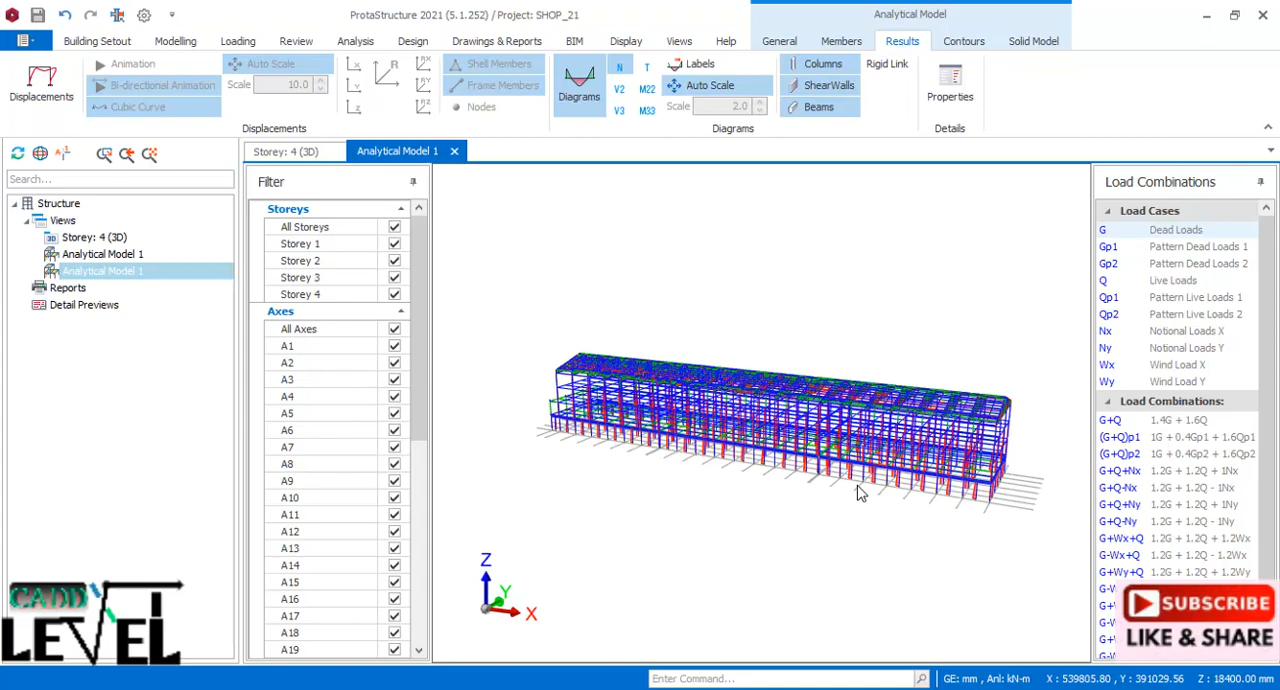 ProtaStructure 2021 (5.1.252) / Project: SHOP_21
Analytical Model
Building Setout Modelling Loading Review Analysis Design Drawings & Reports BIM Display Views Help General Members Results Contours Solid Model
Displacements
Animation
Bi-directional Animation
Cubic Curve
Auto Scale
Scale 10.0
Displacements
X
Y
Z
R
RX
RY
RZ
Shell Members
Frame Members
Nodes
Diagrams
N T
V2 M22
V3 M33
Labels
Auto Scale
Scale 2.0
Diagrams
Columns
ShearWalls
Beams
Rigid Link
Properties
Details
Search...
Structure
Views
Storey: 4 (3D)
Analytical Model 1
Analytical Model 1
Reports
Detail Previews
Storey: 4 (3D) Analytical Model 1
Filter
Storeys
All Storeys
Storey 1
Storey 2
Storey 3
Storey 4
Axes
All Axes
A1
A2
A3
A4
A5
A6
A7
A8
A9
A10
A11
A12
A13
A14
A15
A16
A17
A18
A19
Z
Y
X
Load Combinations
Load Cases
G Dead Loads
Gp1 Pattern Dead Loads 1
Gp2 Pattern Dead Loads 2
Q Live Loads
Qp1 Pattern Live Loads 1
Qp2 Pattern Live Loads 2
Nx Notional Loads X
Ny Notional Loads Y
Wx Wind Load X
Wy Wind Load Y
Load Combinations:
G+Q 1.4G + 1.6Q
(G+Q)p1 1G + 0.4Gp1 + 1.6Qp1
(G+Q)p2 1G + 0.4Gp2 + 1.6Qp2
G+Q+Nx 1.2G + 1.2Q + 1Nx
G+Q-Nx 1.2G + 1.2Q - 1Nx
G+Q+Ny 1.2G + 1.2Q + 1Ny
G+Q-Ny 1.2G + 1.2Q - 1Ny
G+Wx+Q 1.2G + 1.2Q + 1.2Wx
G-Wx+Q 1.2G + 1.2Q - 1.2Wx
G+Wy+Q 1.2G + 1.2Q + 1.2Wy
CADD
LEVEL
SUBSCRIBE
LIKE & SHARE
Enter Command...
GE: mm, Anl: kN-m X : 539805.80 , Y : 391029.56 Z : 18400.00 mm